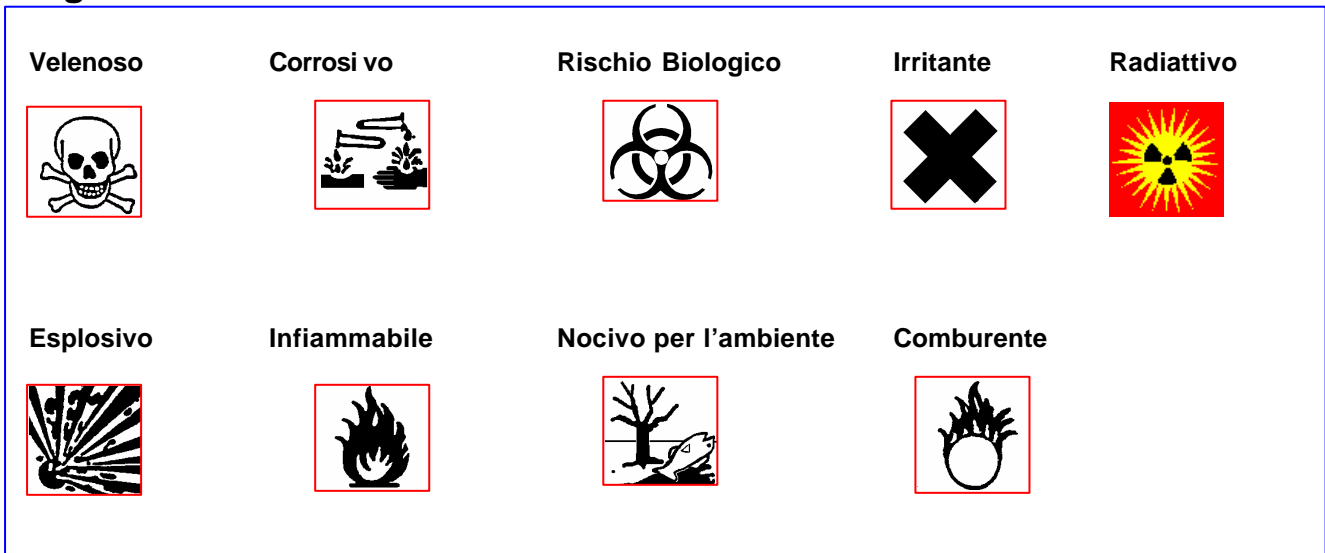 Velenoso Corrosi vo Rischio Biologico Irritante Radiattivo
Esplosivo Infiammabile Nocivo per l’ambiente Comburente